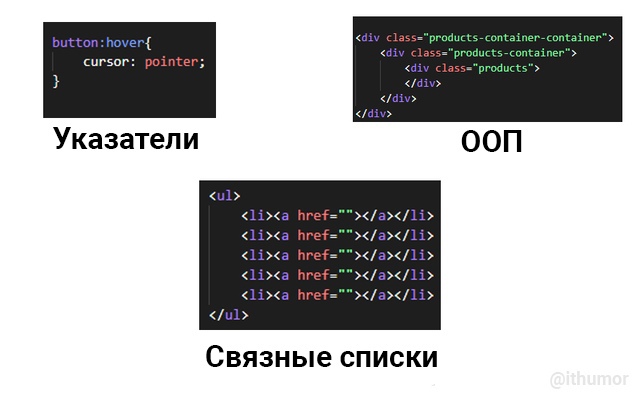 button:hover{
    cursor: pointer;
}
Указатели
<div class="products-container-container">
    <div class="products-container">
        <div class="products">
        </div>
    </div>
</div>
ООП
<ul>
    <li><a href=""></a></li>
    <li><a href=""></a></li>
    <li><a href=""></a></li>
    <li><a href=""></a></li>
    <li><a href=""></a></li>
</ul>
Связные списки
@ithumor